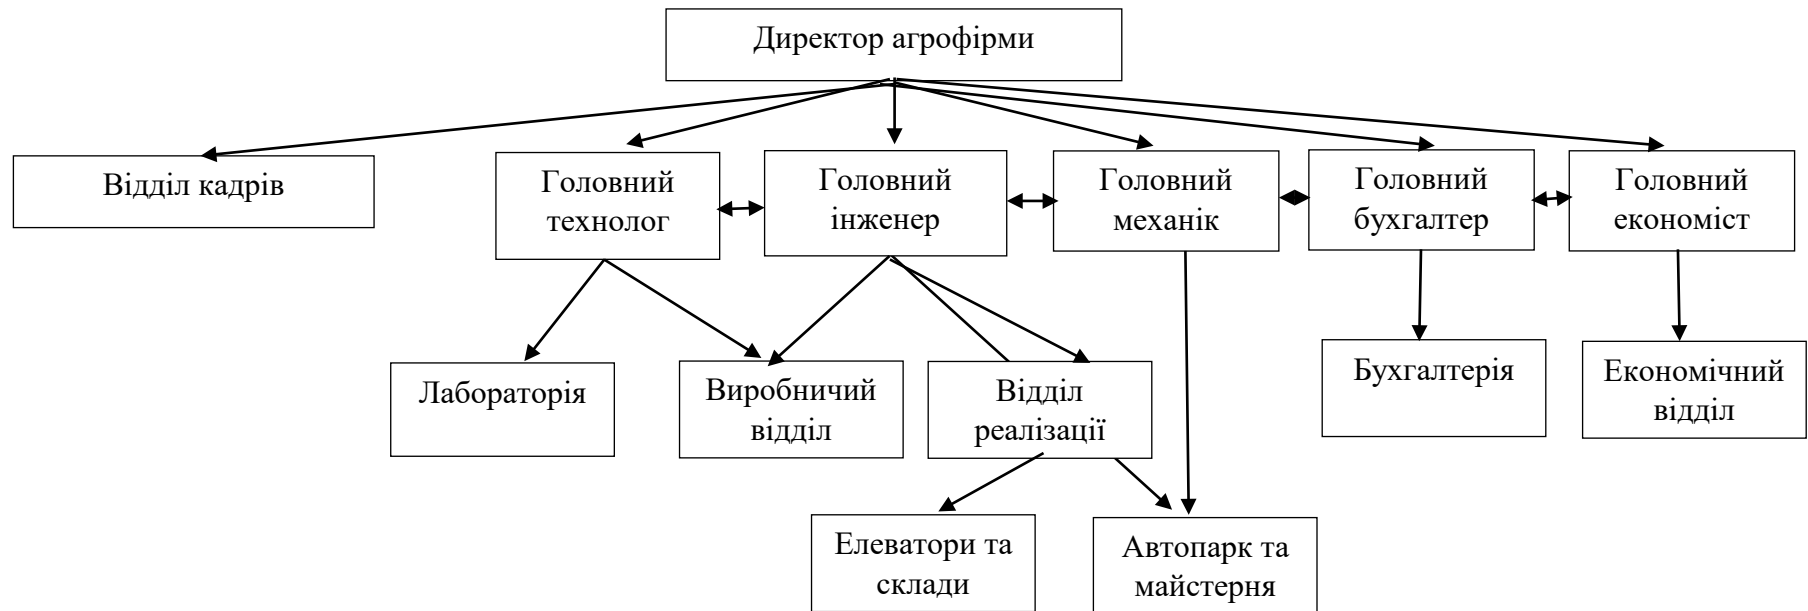 Директор агрофірми
Відділ кадрів
Головний
технолог
Головний
інженер
Головний
механік
Головний
бухгалтер
Головний
економіст
Лабораторія
Виробничий
відділ
Відділ
реалізації
Бухгалтерія
Економічний
відділ
Елеватори та
склади
Автопарк та
майстерня